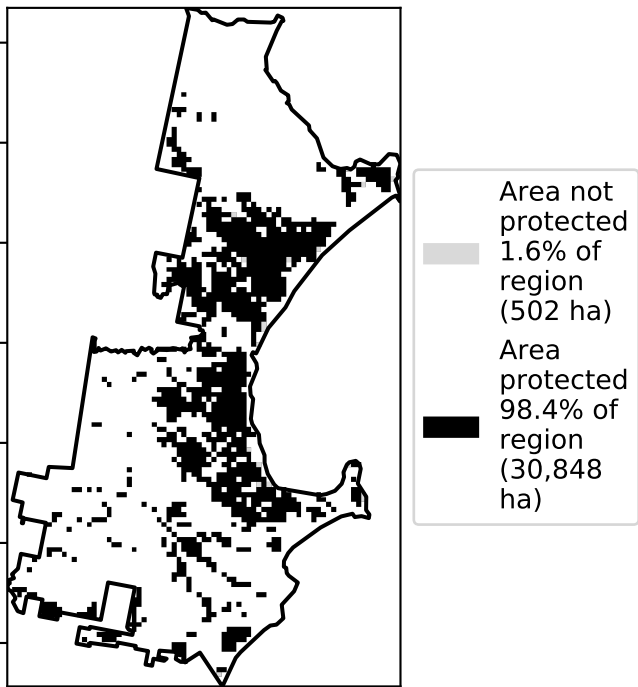 Area not
protected
1.6% of
region
(502 ha)
Area
protected
98.4% of
region
(30,848
ha)